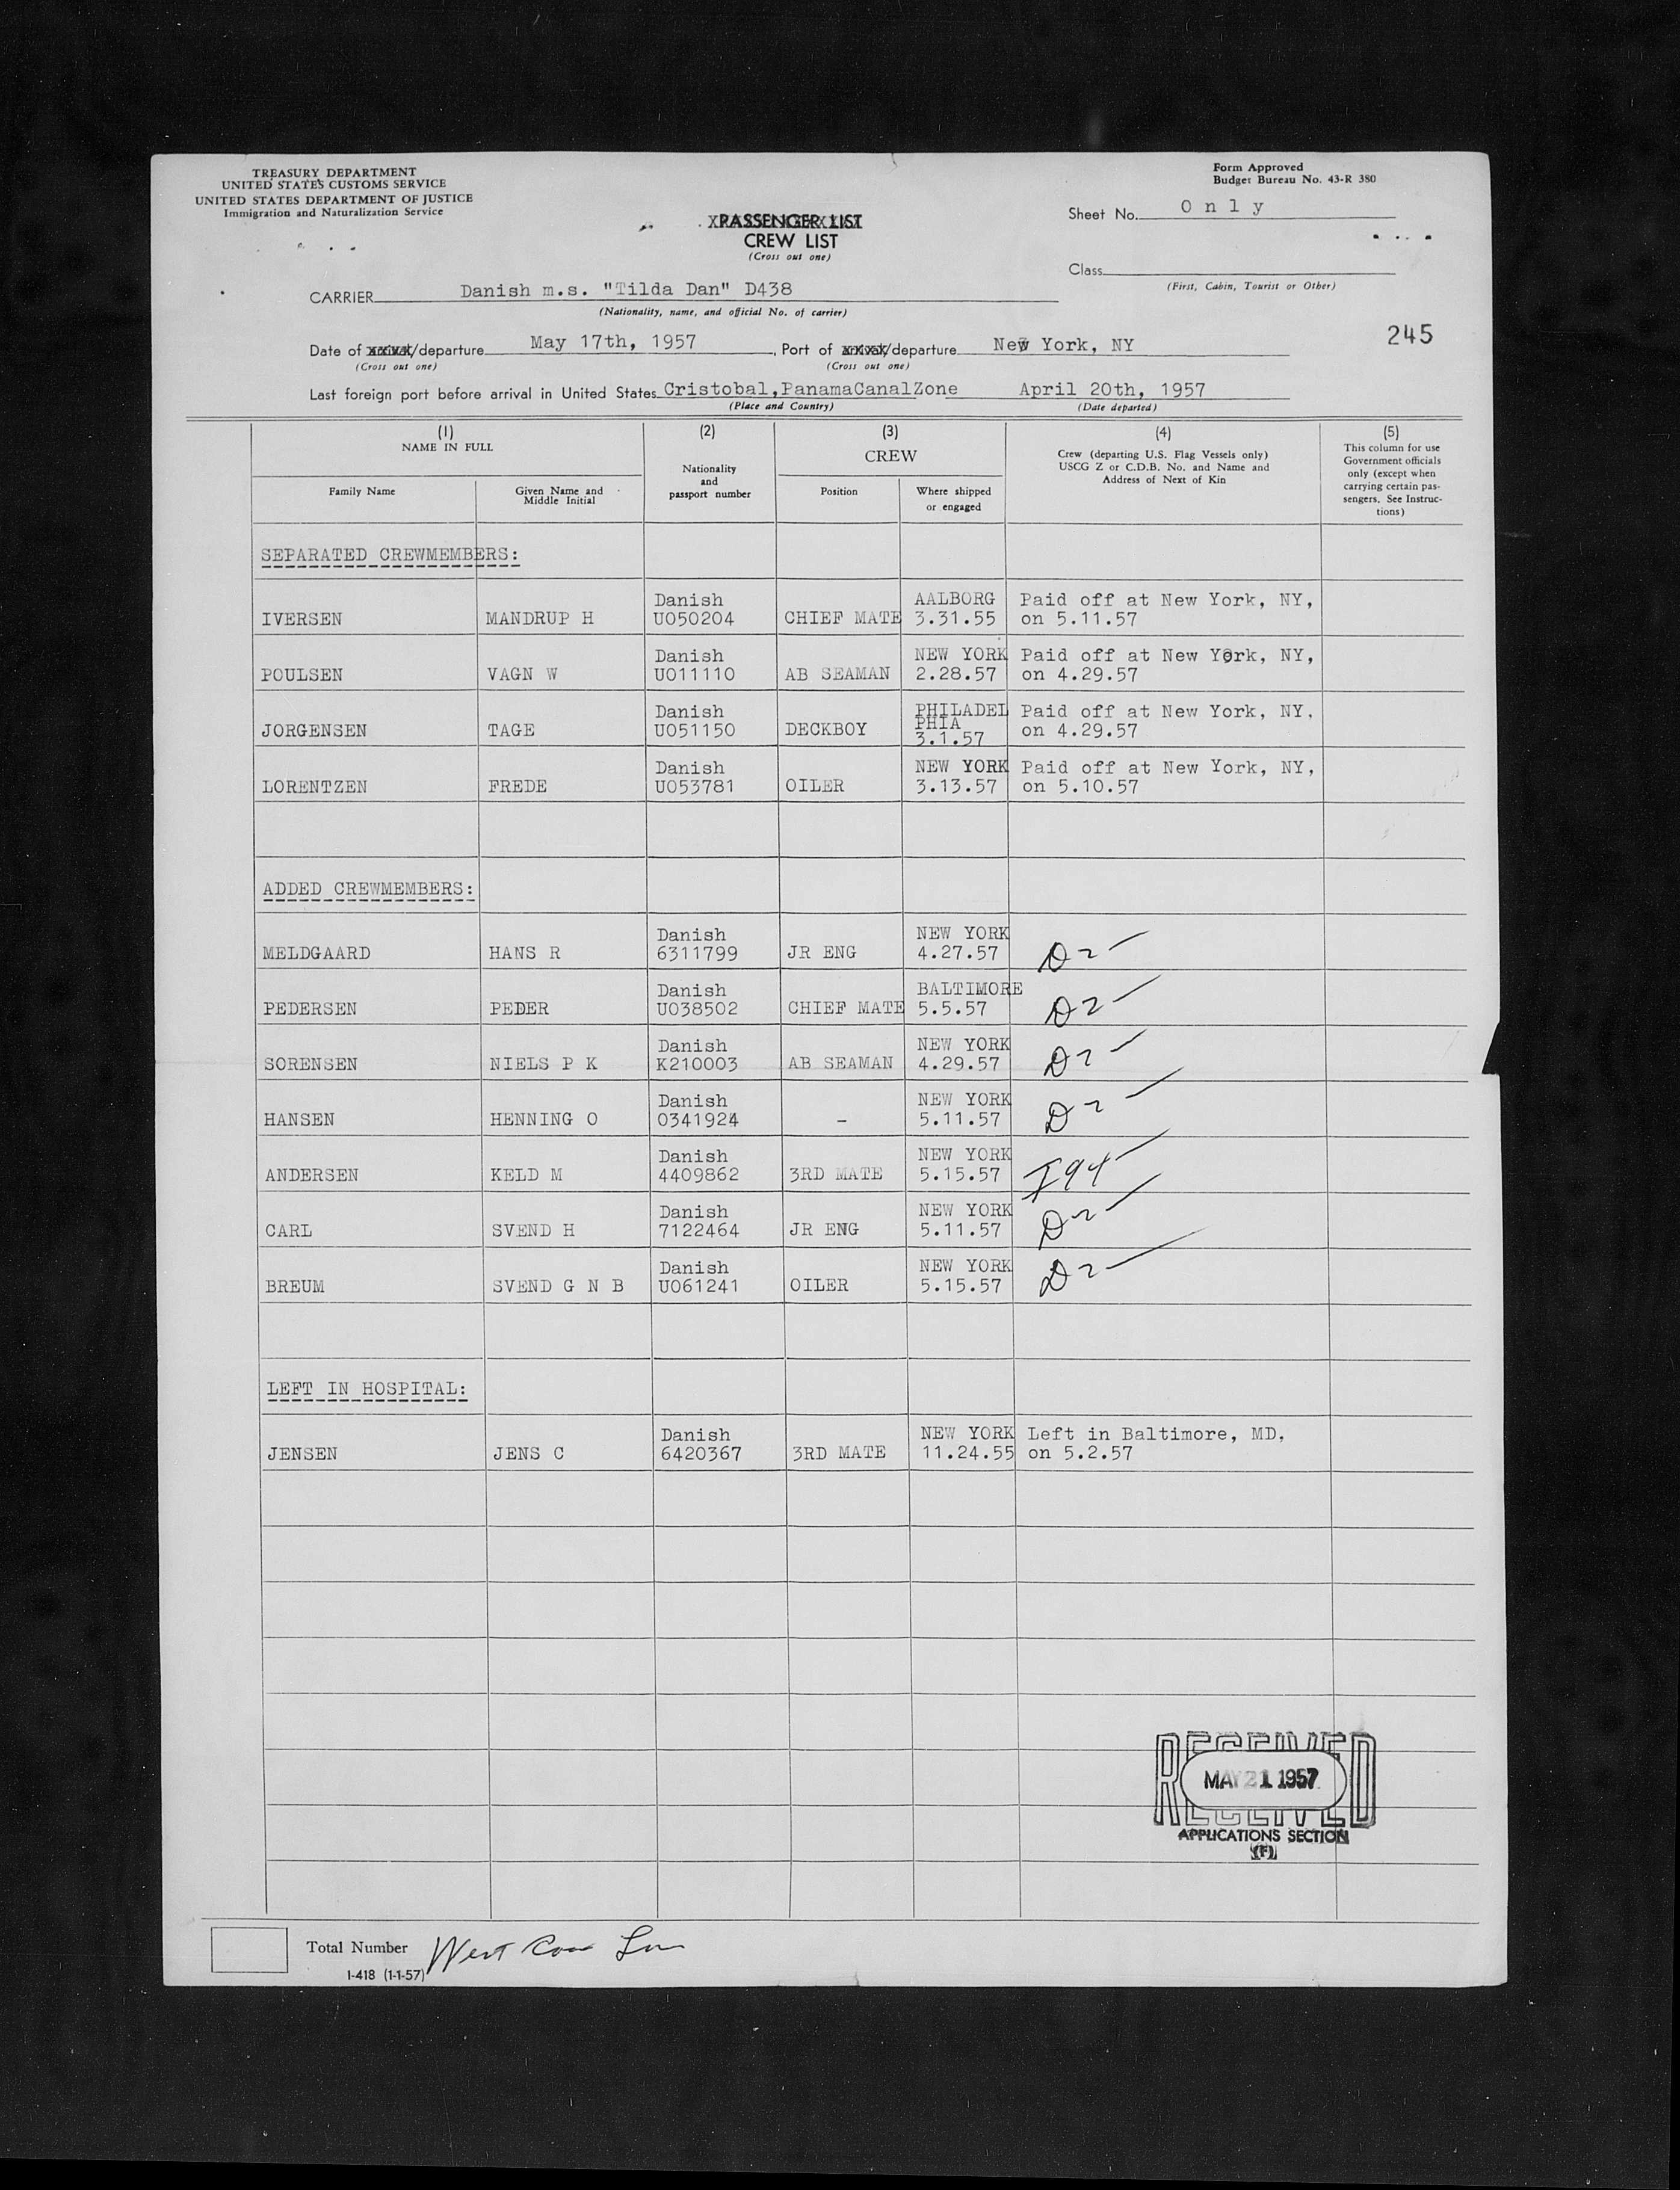 TREASURY DEPARTMENT
UNITED STATES CUSTOMS SERVICE
UNITED STATES DEPARTMENT OF JUSTICE
Immigration and Naturalization Service
Form Approved
Budget Bureau No. 43-R 380
Sheet No. Only
PASSENGER LIST
CREW LIST
(Cross out one)
Class
(First, Cabin, Tourist or Other)
CARRIER Danish m.s. "Tilda Dan" D438
(Nationality, name, and official No. of carrier)
245
Date of arrival/departure May 17th, 1957, Port of arrival/departure New York, NY
(Cross out one) (Cross out one)
Last foreign port before arrival in United States Cristobal,PanamaCanalZone April 20th, 1957
(Place and Country) (Date departed)
(1) (2) (3) (4) (5)
NAME IN FULL
Family Name
Given Name and Middle Initial
Nationality and passport number
CREW
Position
Where shipped or engaged
Crew (departing U.S. Flag Vessels only)
USCG Z or C.D.B. No. and Name and
Address of Next of Kin
This column for use
Government officials
only (except when
carrying certain pas-
sengers. See Instruc-
tions)
SEPARATED CREWMEMBERS:
Danish AALBORG Paid off at New York, NY,
IVERSEN MANDRUP H U050204 CHIEF MATE 3.31.55 on 5.11.57
Danish NEW YORK Paid off at New York, NY,
POULSEN VAGN W U011110 AB SEAMAN 2.28.57 on 4.29.57
Danish PHILADEL Paid off at New York, NY,
PHIA
JORGENSEN TAGE U051150 DECKBOY 3.1.57 on 4.29.57
Danish NEW YORK Paid off at New York, NY,
LORENTZEN FREDE U053781 OILER 3.13.57 on 5.10.57
ADDED CREWMEMBERS:
Danish NEW YORK
MELDGAARD HANS R 6311799 JR ENG 4.27.57 D2 -
Danish BALTIMORE
PEDERSEN PEDER U038502 CHIEF MATE 5.5.57 D2 -
Danish NEW YORK
SORENSEN NIELS P K K210003 AB SEAMAN 4.29.57 D2 -
Danish NEW YORK
HANSEN HENNING O 0341924 - 5.11.57 D2 -
Danish NEW YORK
ANDERSEN KELD M 4409862 3RD MATE 5.15.57 I94 -
Danish NEW YORK
CARL SVEND H 7122464 JR ENG 5.11.57 D2 -
Danish NEW YORK
BREUM SVEND G N B U061241 OILER 5.15.57 D2 -
LEFT IN HOSPITAL:
Danish NEW YORK Left in Baltimore, MD,
JENSEN JENS C 6420367 3RD MATE 11.24.55 on 5.2.57
RECEIVED
MAY 21 1957
RECEIVED
APPLICATIONS SECTION
(F)
Total Number West
I-418 (1-1-57)